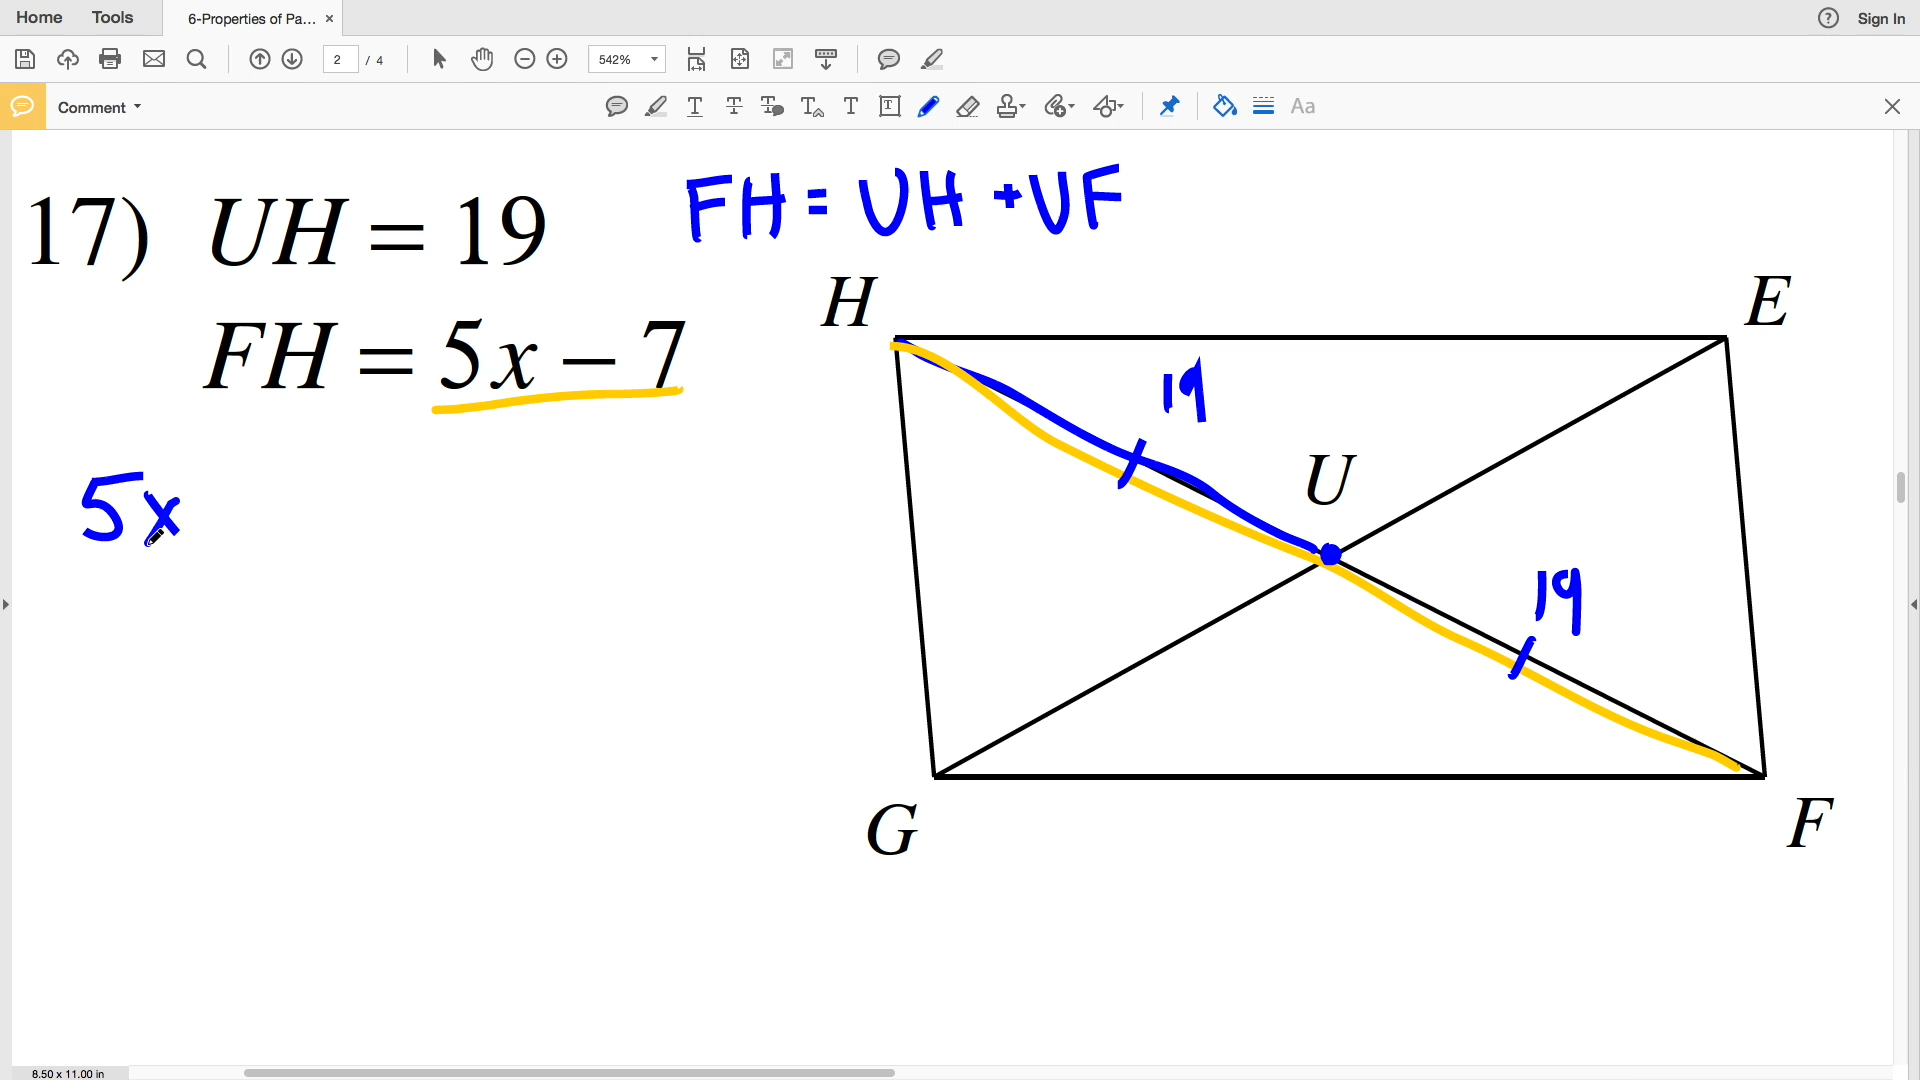 Home Tools 6-Properties of Pa... × ? Sign In
2 / 4 542%
Comment T T T T T T Aa
17) UH = 19
FH = UH + UF
FH = 5x − 7
H
E
19
5x
U
19
G
F
8.50 x 11.00 in